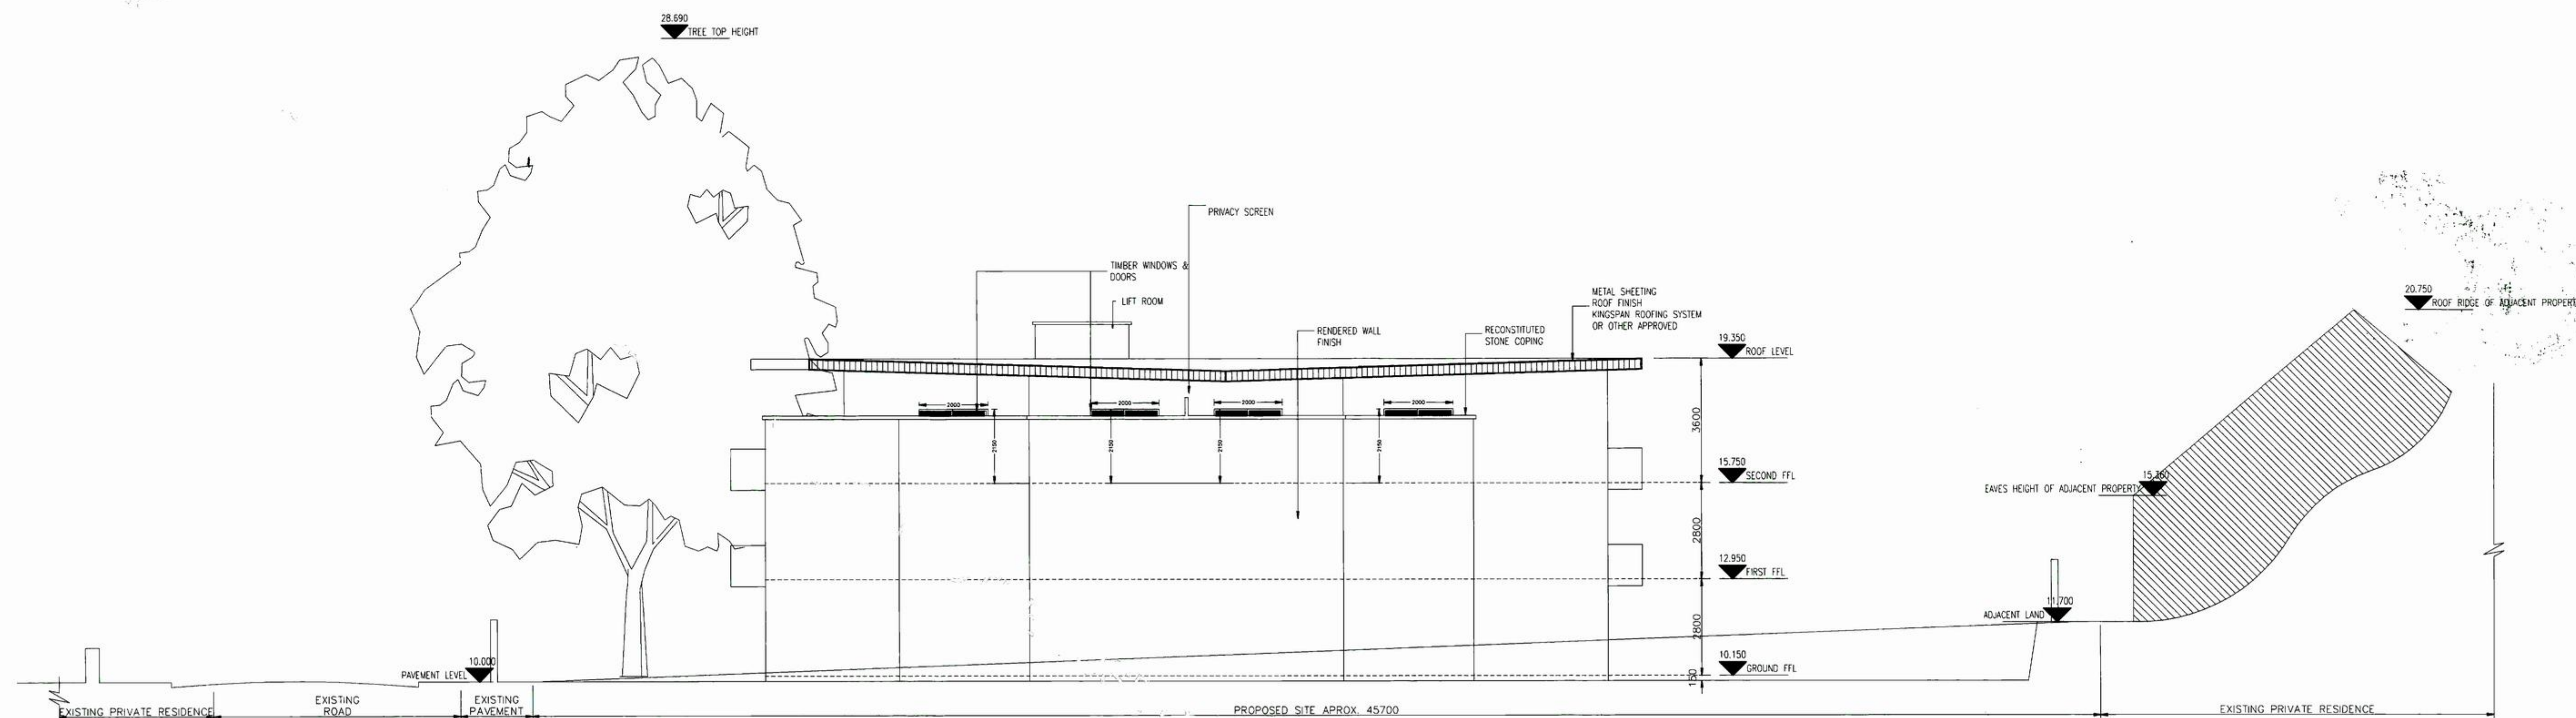 28.690
TREE TOP HEIGHT
PRIVACY SCREEN
TIMBER WINDOWS &
DOORS
LIFT ROOM
METAL SHEETING
ROOF FINISH
KINGSPAN ROOFING SYSTEM
OR OTHER APPROVED
RENDERED WALL
FINISH
RECONSTITUTED
STONE COPING
20.750
ROOF RIDGE OF ADJACENT PROPERT
19.350
ROOF LEVEL
2000
2000
2000
2000
3600
2150
2150
2150
2150
15.750
SECOND FFL
EAVES HEIGHT OF ADJACENT PROPERTY
2800
12.950
FIRST FFL
11.700
ADJACENT LAND
2800
10.000
PAVEMENT LEVEL
10.150
GROUND FFL
150
EXISTING PRIVATE RESIDENCE
EXISTING
ROAD
EXISTING
PAVEMENT
PROPOSED SITE APROX. 45700
EXISTING PRIVATE RESIDENCE